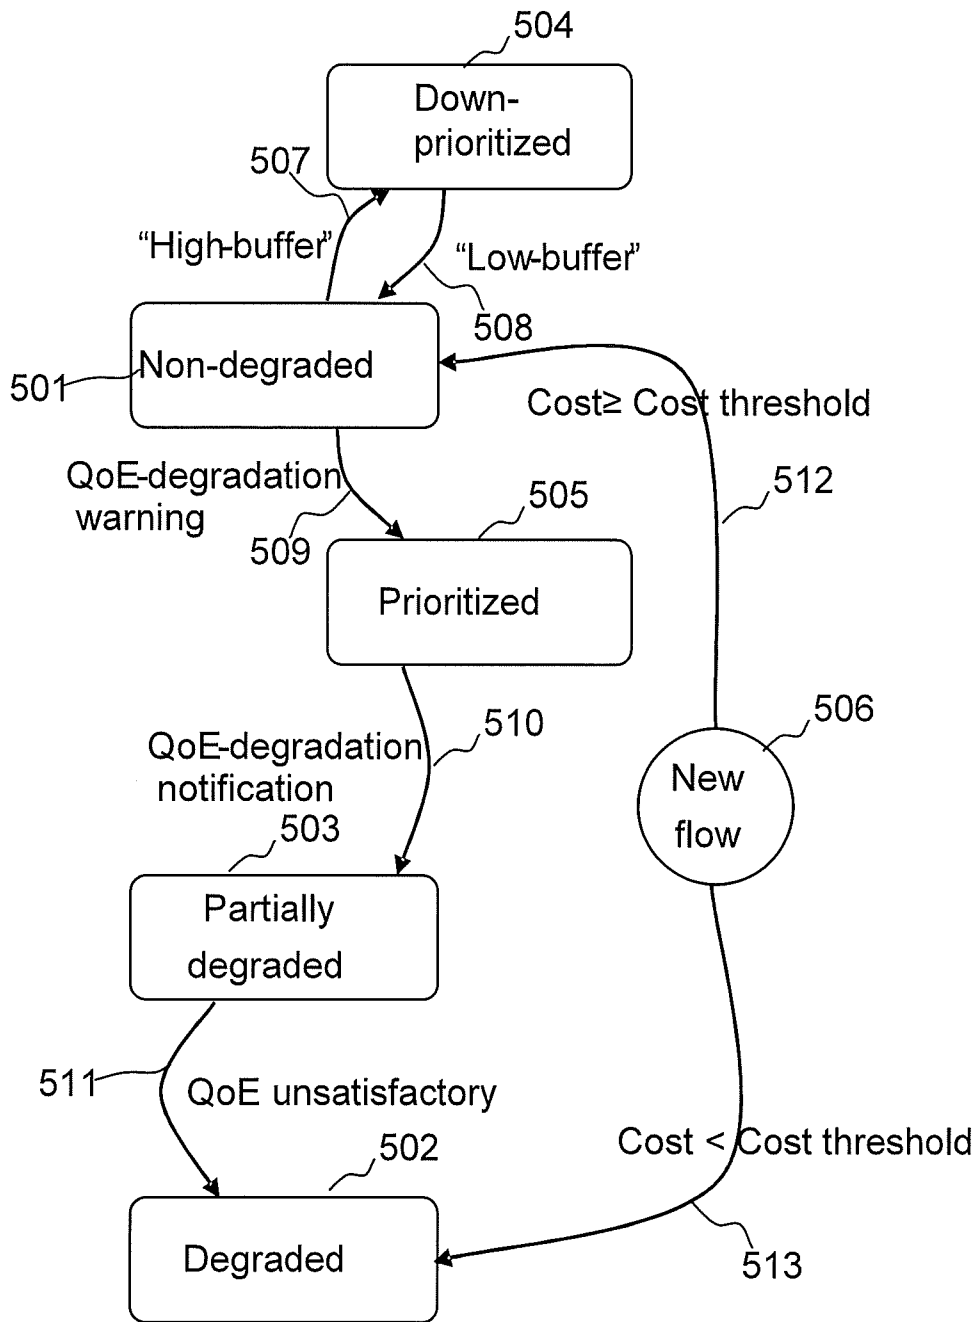 504
Down-
prioritized
507
“High-buffer”
“Low-buffer”
508
501
Non-degraded
Cost≥ Cost threshold
QoE-degradation
warning
509
505
512
Prioritized
510
506
QoE-degradation
notification
New
flow
503
Partially
degraded
511
QoE unsatisfactory
Cost < Cost threshold
502
Degraded
513